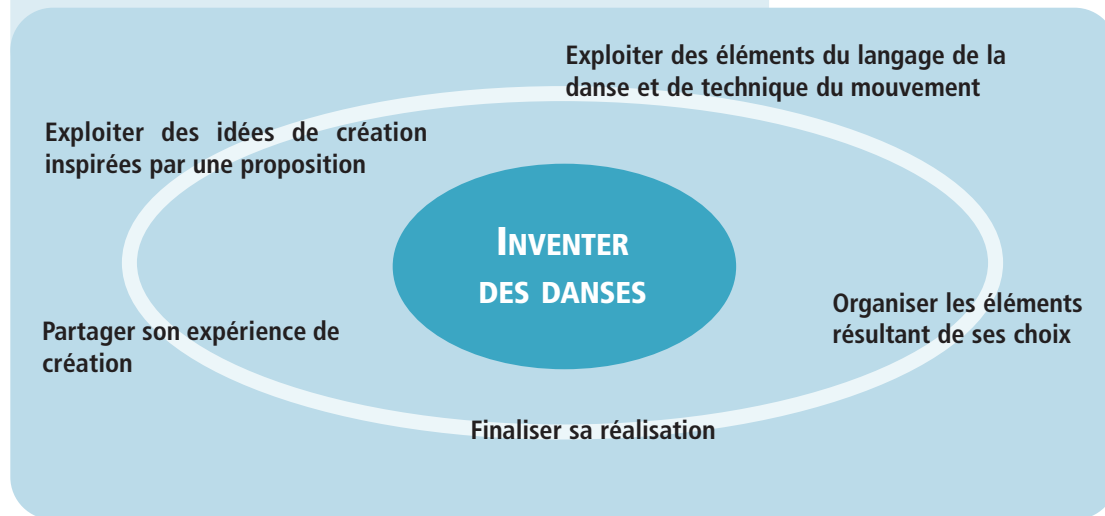 Exploiter des éléments du langage de la
danse et de technique du mouvement
Exploiter des idées de création
inspirées par une proposition
INVENTER
DES DANSES
Organiser les éléments
résultant de ses choix
Partager son expérience de
création
Finaliser sa réalisation